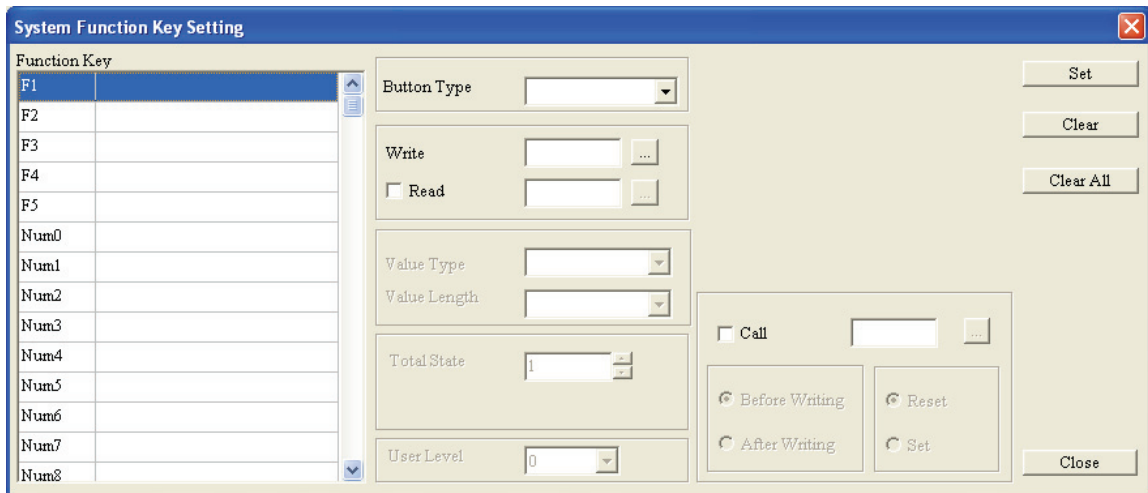 System Function Key Setting
Function Key
F1
F2
F3
F4
F5
Num0
Num1
Num2
Num3
Num4
Num5
Num6
Num7
Num8
Button Type
Write ...
Read ...
Value Type
Value Length
Total State 1
User Level 0
Call ...
Before Writing
After Writing
Reset
Set
Set
Clear
Clear All
Close